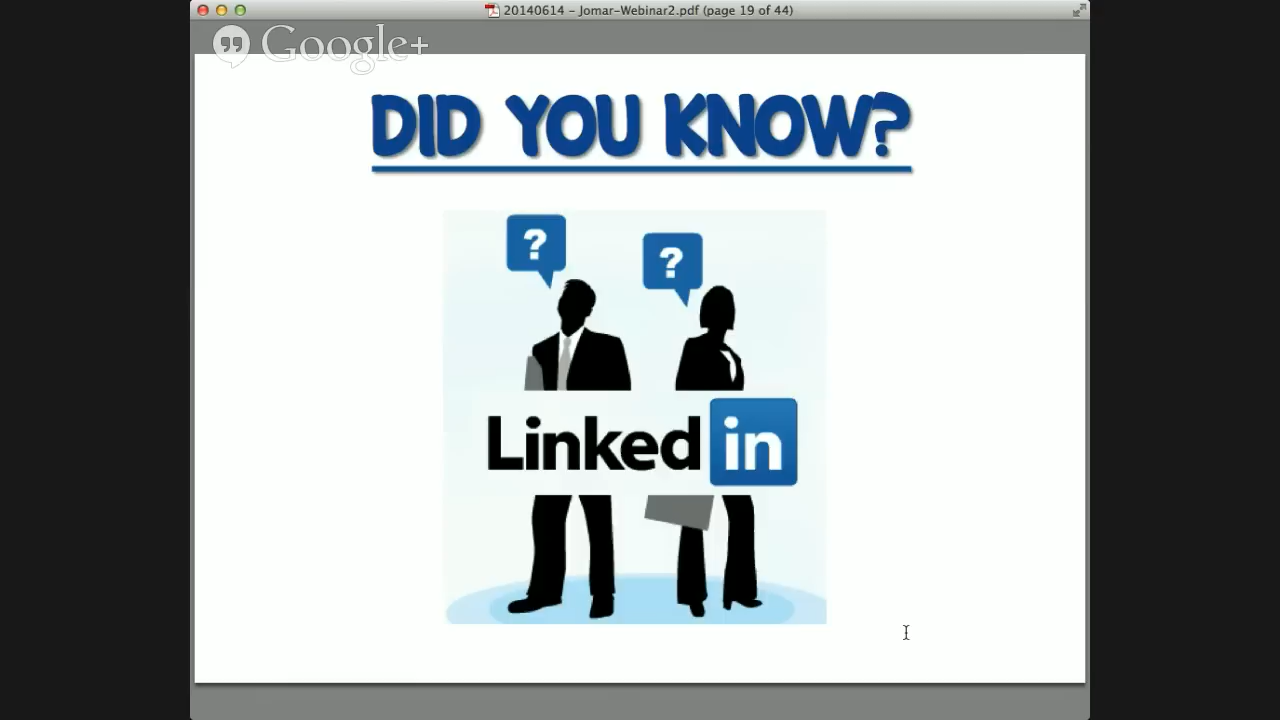 20140614 – Jomar-Webinar2.pdf (page 19 of 44)
Google+
DID YOU KNOW?
?
?
Linked in